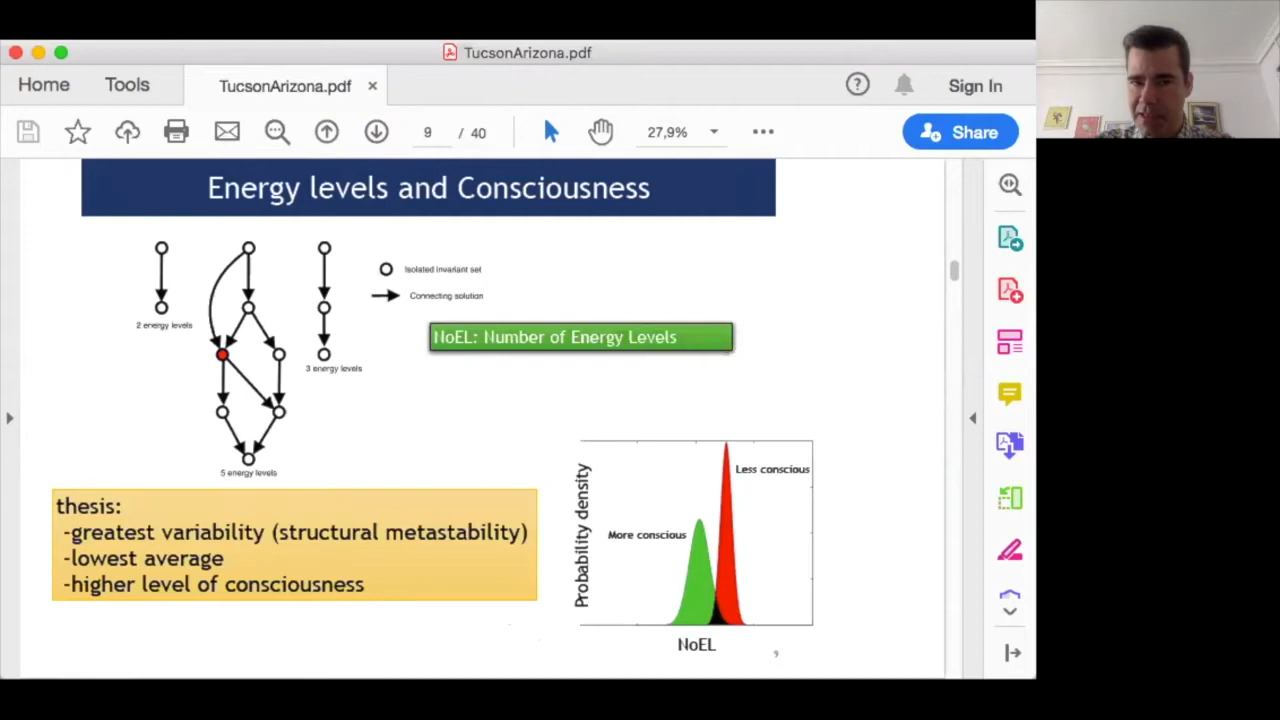 TucsonArizona.pdf
Home Tools TucsonArizona.pdf × Sign In
9 / 40 27,9% Share
Energy levels and Consciousness
Isolated invariant set
Connecting solution
2 energy levels
NoEL: Number of Energy Levels
3 energy levels
5 energy levels
thesis:
-greatest variability (structural metastability)
-lowest average
-higher level of consciousness
Probability density
Less conscious
More conscious
NoEL
,